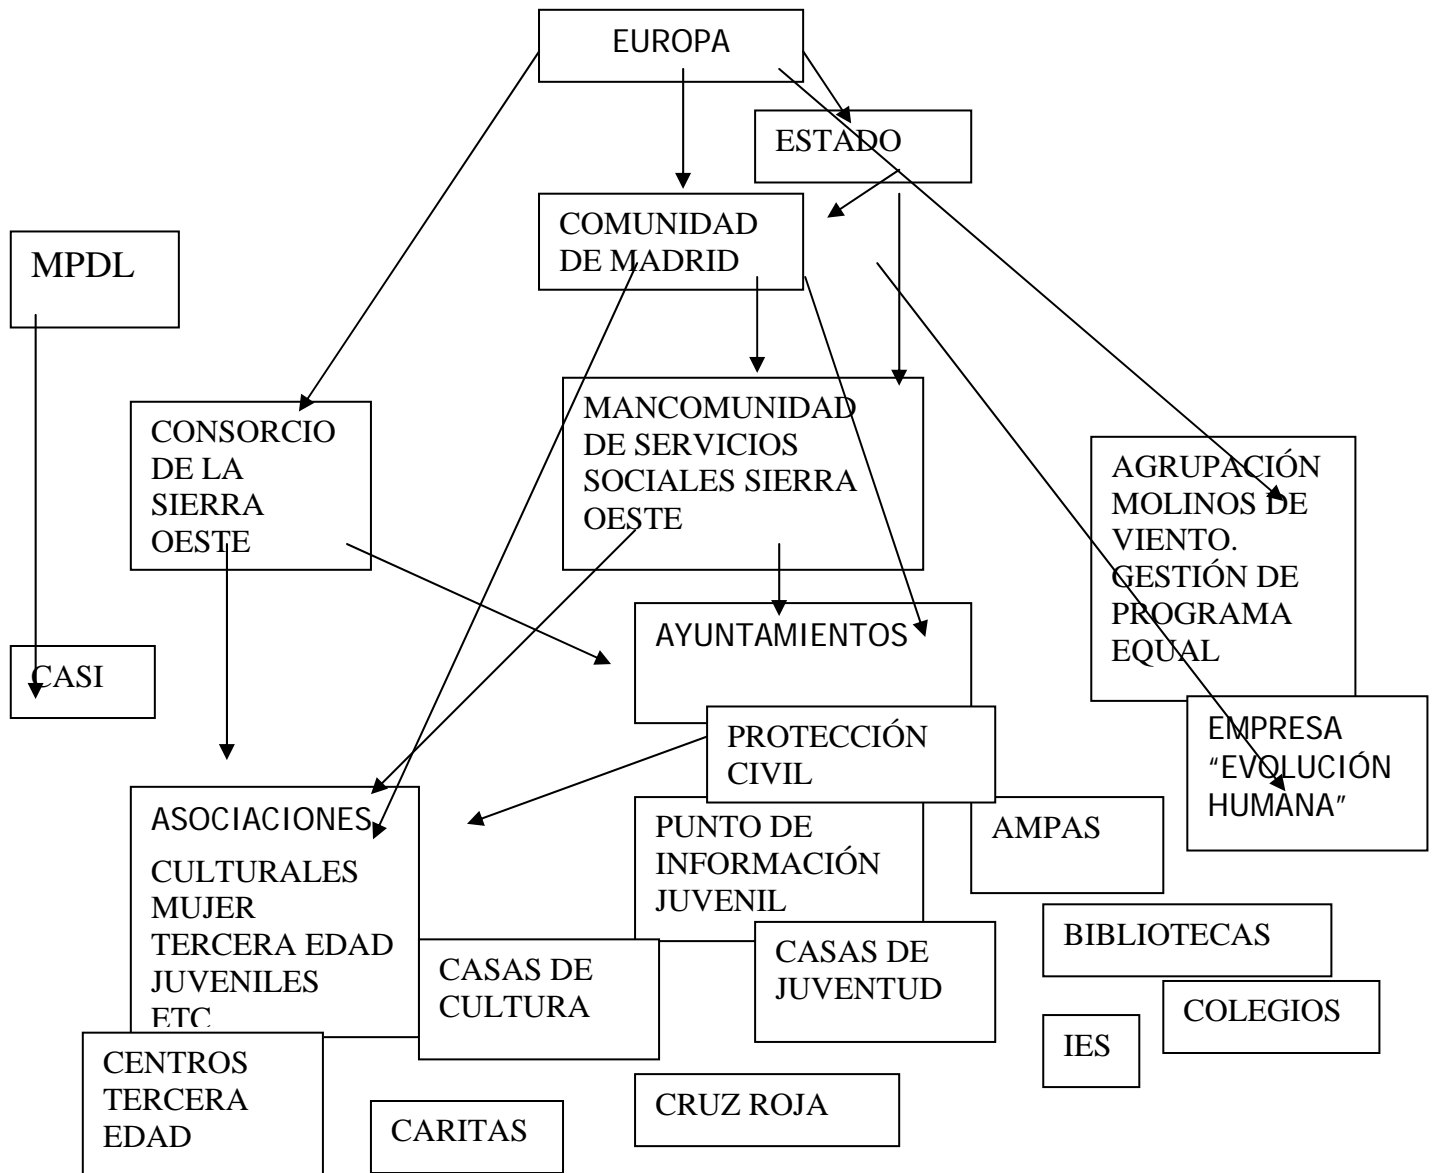 EUROPA
ESTADO
COMUNIDAD
DE MADRID
MPDL
CONSORCIO
DE LA
SIERRA
OESTE
MANCOMUNIDAD
DE SERVICIOS
SOCIALES SIERRA
OESTE
AGRUPACIÓN
MOLINOS DE
VIENTO.
GESTIÓN DE
PROGRAMA
EQUAL
AYUNTAMIENTOS
CASI
PROTECCIÓN
CIVIL
EMPRESA
“EVOLUCIÓN
HUMANA”
ASOCIACIONES
CULTURALES
MUJER
TERCERA EDAD
JUVENILES
ETC
PUNTO DE
INFORMACIÓN
JUVENIL
AMPAS
BIBLIOTECAS
CASAS DE
CULTURA
CASAS DE
JUVENTUD
COLEGIOS
IES
CENTROS
TERCERA
EDAD
CARITAS
CRUZ ROJA